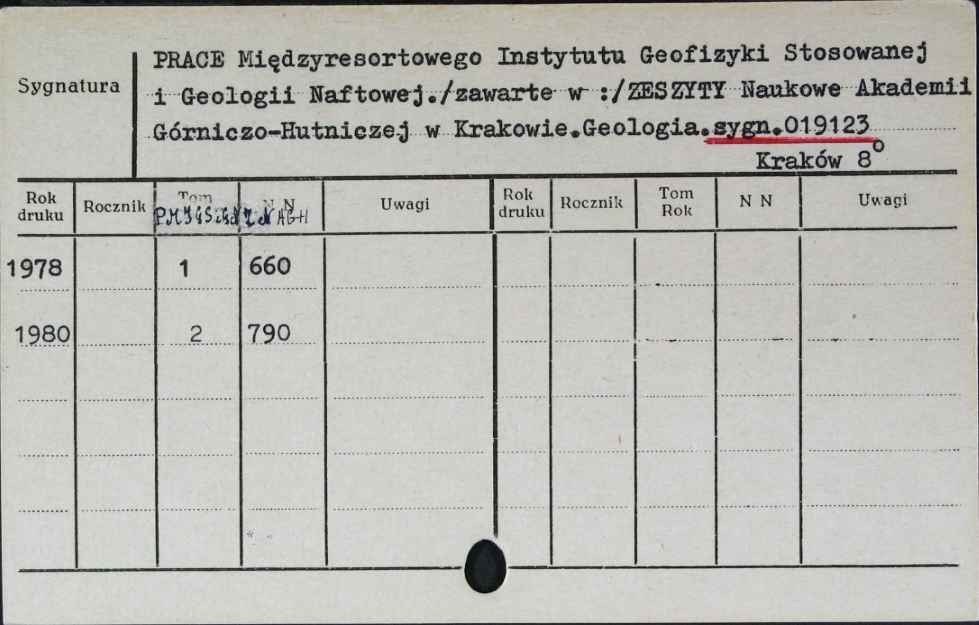 PRACE Międzyresortowego Instytutu Geofizyki Stosowanej
Sygnatura
i Geologii Naftowej./zawarte w :/ZESZYTY Naukowe Akademii
Górniczo-Hutniczej w Krakowie.Geologia.sygn.019123
Kraków 8°
Rok druku Rocznik Tom N N Uwagi Rok druku Rocznik Tom Rok N N Uwagi
ZNAGH
1978 1 660
1980 2 790